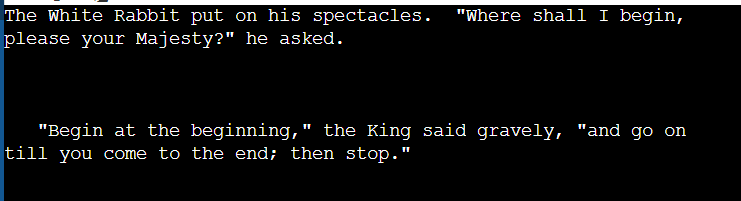 The White Rabbit put on his spectacles.  "Where shall I begin,
please your Majesty?" he asked.
"Begin at the beginning," the King said gravely, "and go on
till you come to the end; then stop."